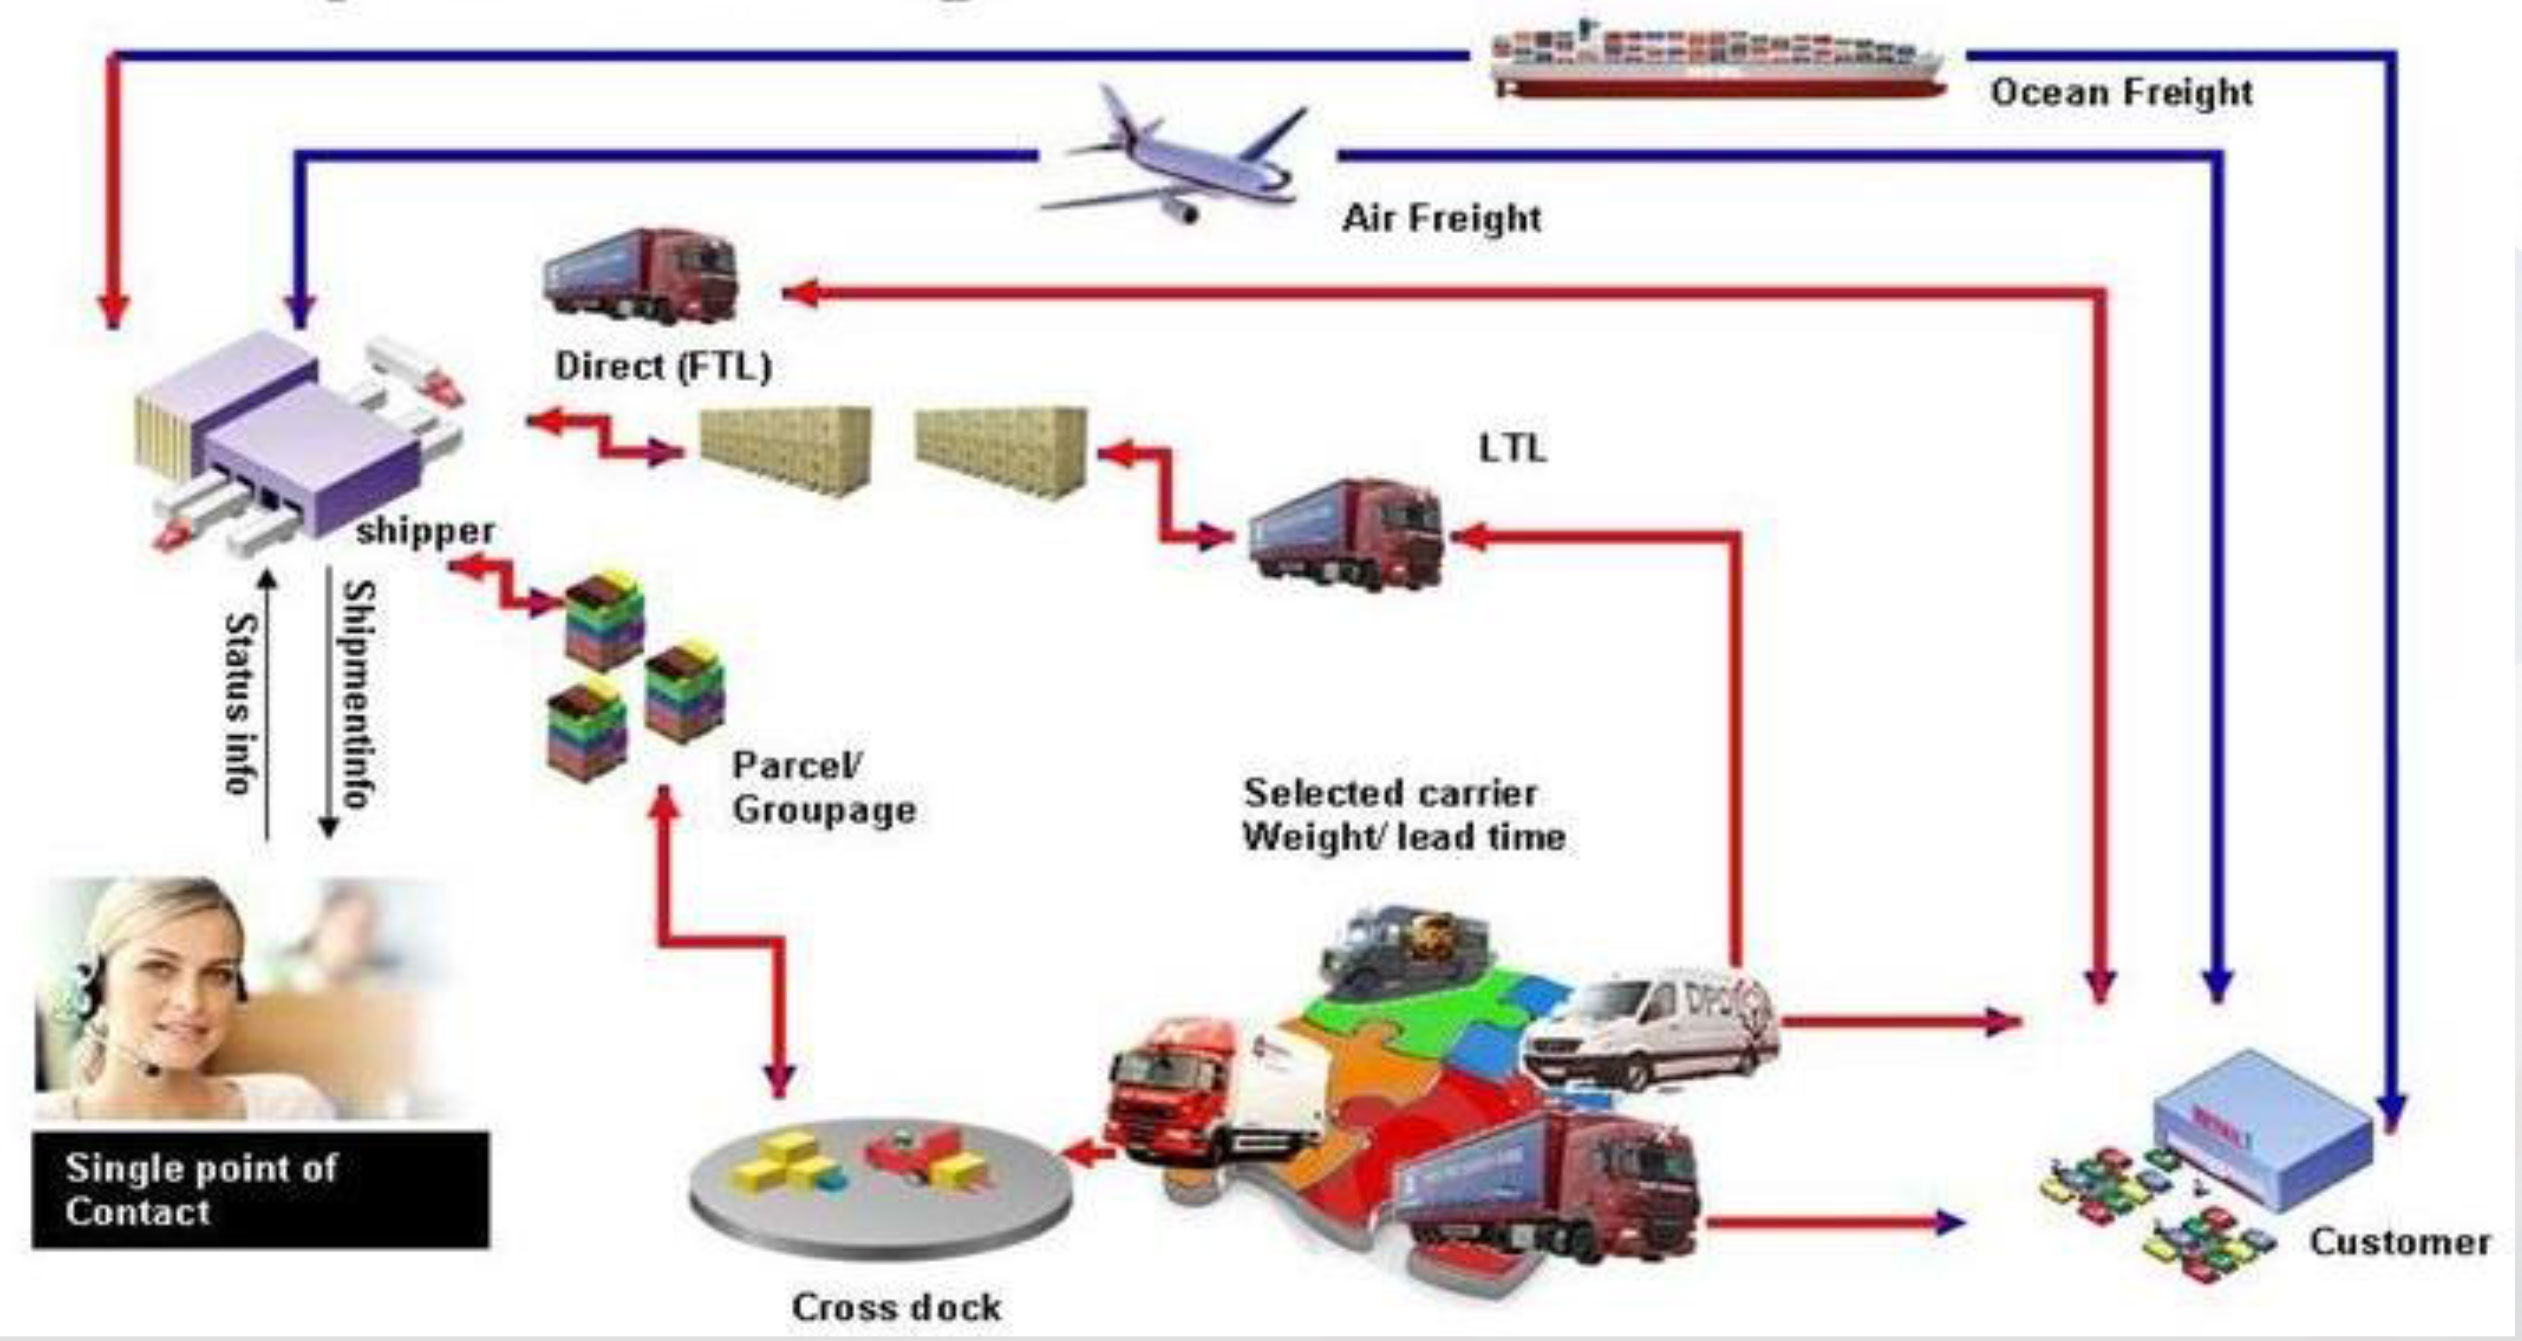 Ocean Freight
Air Freight
Direct (FTL)
LTL
shipper
Status info
Shipmentinfo
Parcel/
Groupage
Selected carrier
Weight/ lead time
DPD
Single point of
Contact
Cross dock
Customer